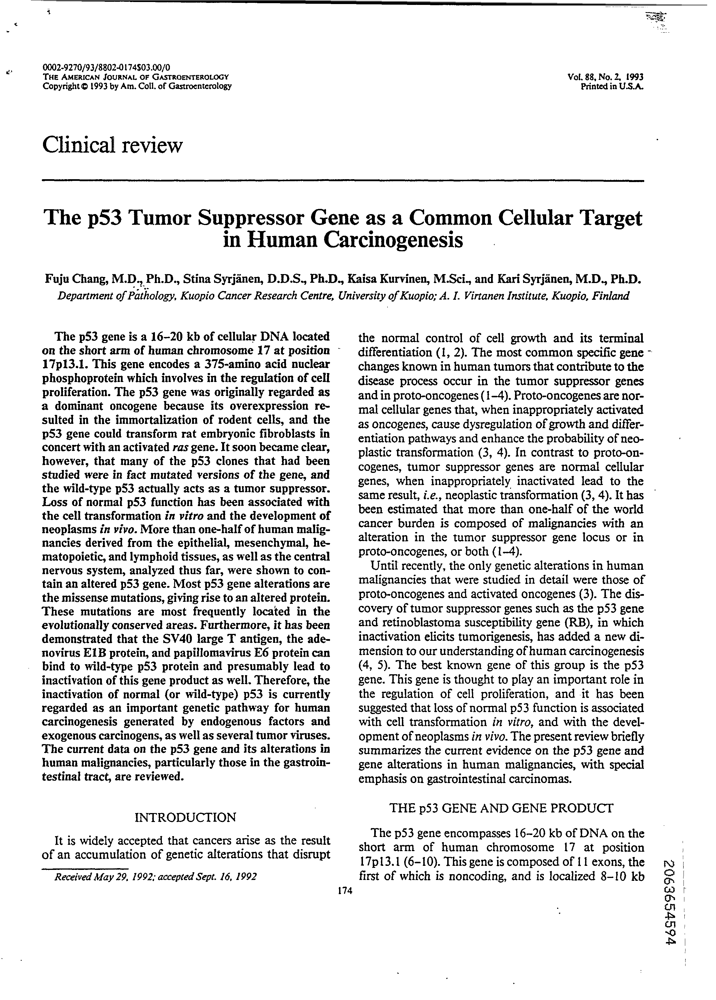 0002-9270/93/8802-0174$03.00/0
THE AMERICAN JOURNAL OF GASTROENTEROLOGY
Copyright © 1993 by Am. Coll. of Gastroenterology
Vol. 88, No. 2, 1993
Printed in U.S.A.
Clinical review
The p53 Tumor Suppressor Gene as a Common Cellular Target
in Human Carcinogenesis
Fuju Chang, M.D., Ph.D., Stina Syrjänen, D.D.S., Ph.D., Kaisa Kurvinen, M.Sci., and Kari Syrjänen, M.D., Ph.D.
Department of Pathology, Kuopio Cancer Research Centre, University of Kuopio; A. I. Virtanen Institute, Kuopio, Finland
The p53 gene is a 16–20 kb of cellular DNA located
on the short arm of human chromosome 17 at position
17p13.1. This gene encodes a 375-amino acid nuclear
phosphoprotein which involves in the regulation of cell
proliferation. The p53 gene was originally regarded as
a dominant oncogene because its overexpression re-
sulted in the immortalization of rodent cells, and the
p53 gene could transform rat embryonic fibroblasts in
concert with an activated ras gene. It soon became clear,
however, that many of the p53 clones that had been
studied were in fact mutated versions of the gene, and
the wild-type p53 actually acts as a tumor suppressor.
Loss of normal p53 function has been associated with
the cell transformation in vitro and the development of
neoplasms in vivo. More than one-half of human malig-
nancies derived from the epithelial, mesenchymal, he-
matopoietic, and lymphoid tissues, as well as the central
nervous system, analyzed thus far, were shown to con-
tain an altered p53 gene. Most p53 gene alterations are
the missense mutations, giving rise to an altered protein.
These mutations are most frequently located in the
evolutionally conserved areas. Furthermore, it has been
demonstrated that the SV40 large T antigen, the ade-
novirus E1B protein, and papillomavirus E6 protein can
bind to wild-type p53 protein and presumably lead to
inactivation of this gene product as well. Therefore, the
inactivation of normal (or wild-type) p53 is currently
regarded as an important genetic pathway for human
carcinogenesis generated by endogenous factors and
exogenous carcinogens, as well as several tumor viruses.
The current data on the p53 gene and its alterations in
human malignancies, particularly those in the gastroin-
testinal tract, are reviewed.
INTRODUCTION
It is widely accepted that cancers arise as the result
of an accumulation of genetic alterations that disrupt
Received May 29, 1992; accepted Sept. 16, 1992
the normal control of cell growth and its terminal
differentiation (1, 2). The most common specific gene
changes known in human tumors that contribute to the
disease process occur in the tumor suppressor genes
and in proto-oncogenes (1–4). Proto-oncogenes are nor-
mal cellular genes that, when inappropriately activated
as oncogenes, cause dysregulation of growth and differ-
entiation pathways and enhance the probability of neo-
plastic transformation (3, 4). In contrast to proto-on-
cogenes, tumor suppressor genes are normal cellular
genes, when inappropriately inactivated lead to the
same result, i.e., neoplastic transformation (3, 4). It has
been estimated that more than one-half of the world
cancer burden is composed of malignancies with an
alteration in the tumor suppressor gene locus or in
proto-oncogenes, or both (1–4).
Until recently, the only genetic alterations in human
malignancies that were studied in detail were those of
proto-oncogenes and activated oncogenes (3). The dis-
covery of tumor suppressor genes such as the p53 gene
and retinoblastoma susceptibility gene (RB), in which
inactivation elicits tumorigenesis, has added a new di-
mension to our understanding of human carcinogenesis
(4, 5). The best known gene of this group is the p53
gene. This gene is thought to play an important role in
the regulation of cell proliferation, and it has been
suggested that loss of normal p53 function is associated
with cell transformation in vitro, and with the devel-
opment of neoplasms in vivo. The present review briefly
summarizes the current evidence on the p53 gene and
gene alterations in human malignancies, with special
emphasis on gastrointestinal carcinomas.
THE p53 GENE AND GENE PRODUCT
The p53 gene encompasses 16–20 kb of DNA on the
short arm of human chromosome 17 at position
17p13.1 (6–10). This gene is composed of 11 exons, the
first of which is noncoding, and is localized 8–10 kb
174
2063654594